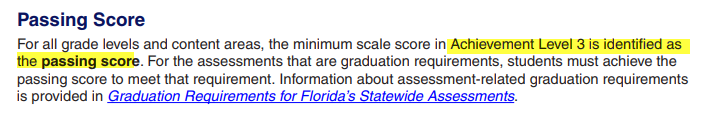 Passing Score
For all grade levels and content areas, the minimum scale score in Achievement Level 3 is identified as
the passing score. For the assessments that are graduation requirements, students must achieve the
passing score to meet that requirement. Information about assessment-related graduation requirements
is provided in Graduation Requirements for Florida's Statewide Assessments.